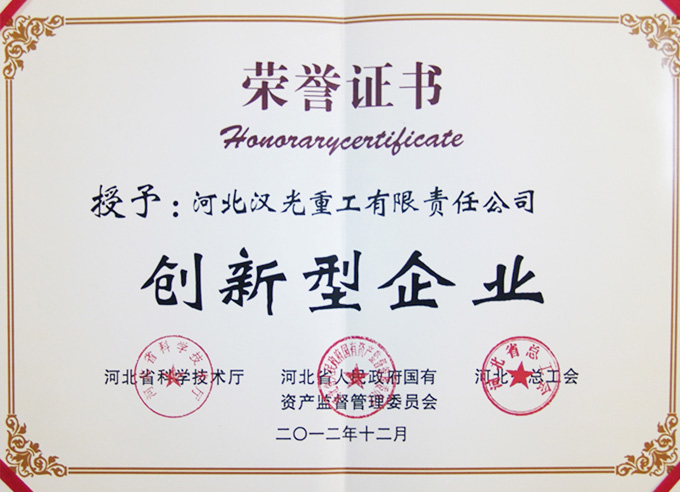 荣誉证书
Honorarycertificate
授予：河北汉光重工有限责任公司
创新型企业
河北省科学技术厅
河北省人民政府国有
资产监督管理委员会
河北省总工会
二〇一二年十二月